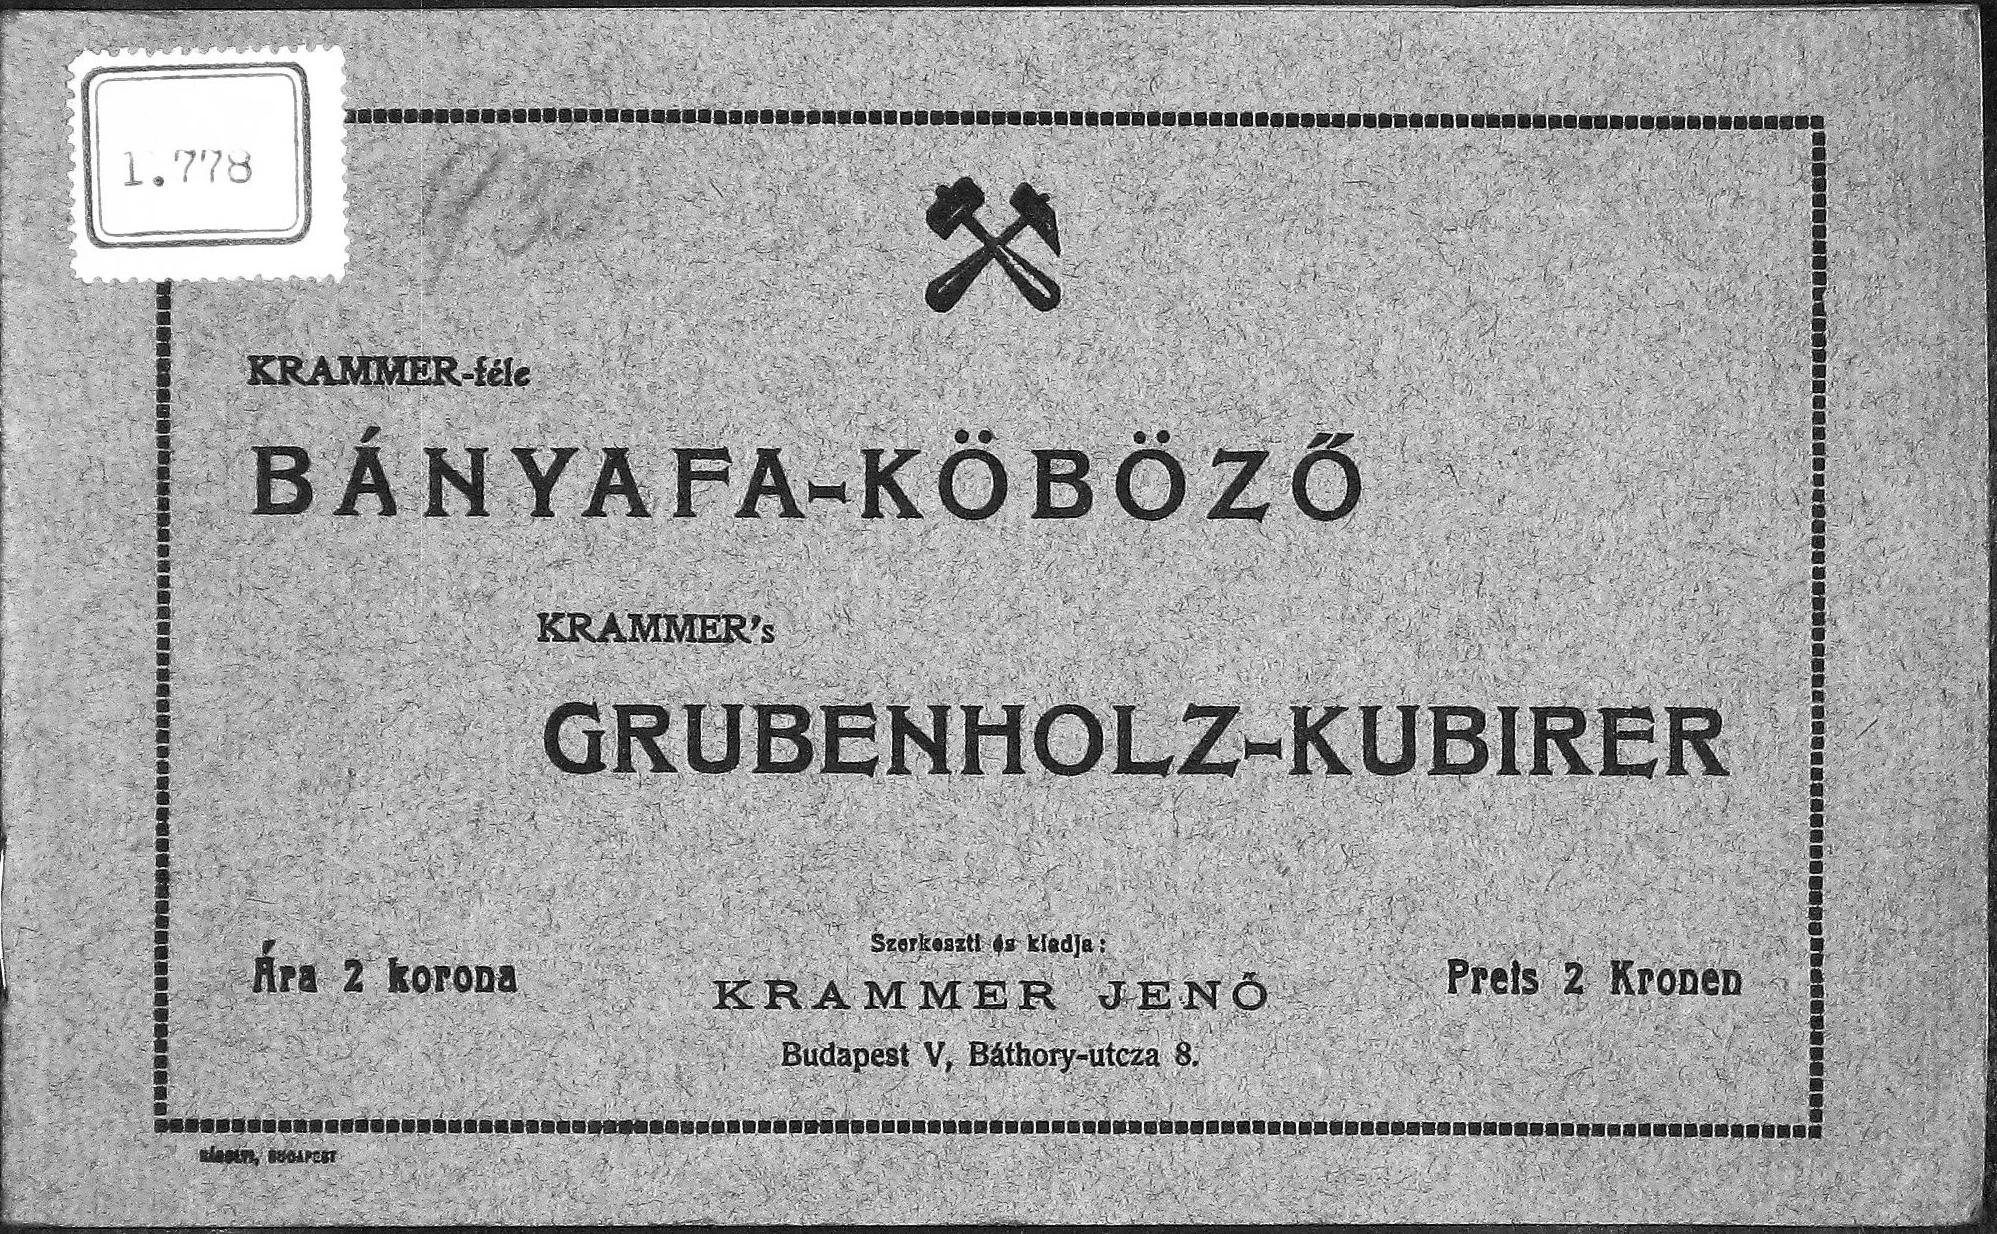 1.778
KRAMMER-féle
BÁNYAFA-KÖBÖZŐ
KRAMMER's
GRUBENHOLZ-KUBIRER
Ára 2 korona
Szerkeszti és kiadja:
KRAMMER JENŐ
Budapest V, Báthory-utcza 8.
Preis 2 Kronen
BUDAPEST